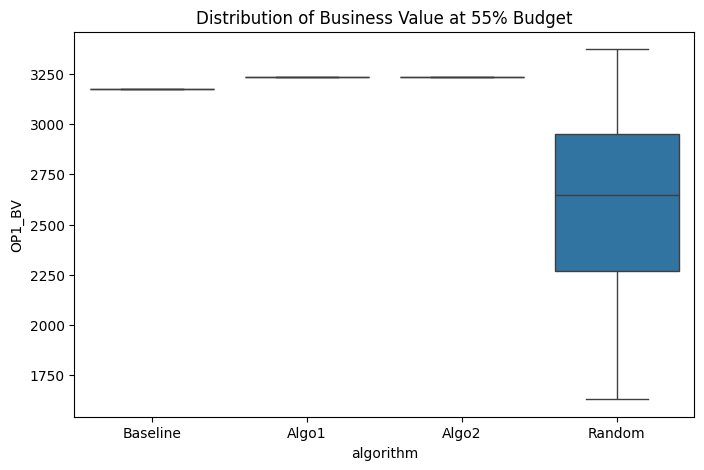 Distribution of Business Value at 55% Budget
OP1_BV
3250
3000
2750
2500
2250
2000
1750
Baseline
Algo1
Algo2
Random
algorithm